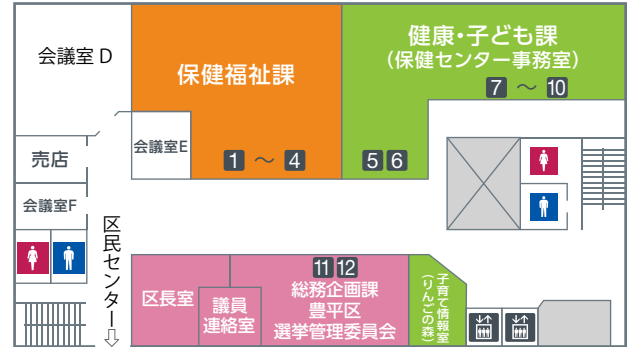 会議室 D
保健福祉課
健康・子ども課
(保健センター事務室)
7 ～ 10
会議室E
1 ～ 4
5 6
売店
会議室F
区民センター⇩
区長室
議員
連絡室
11 12
総務企画課
豊平区
選挙管理委員会
子育て情報室
(りんごの森)